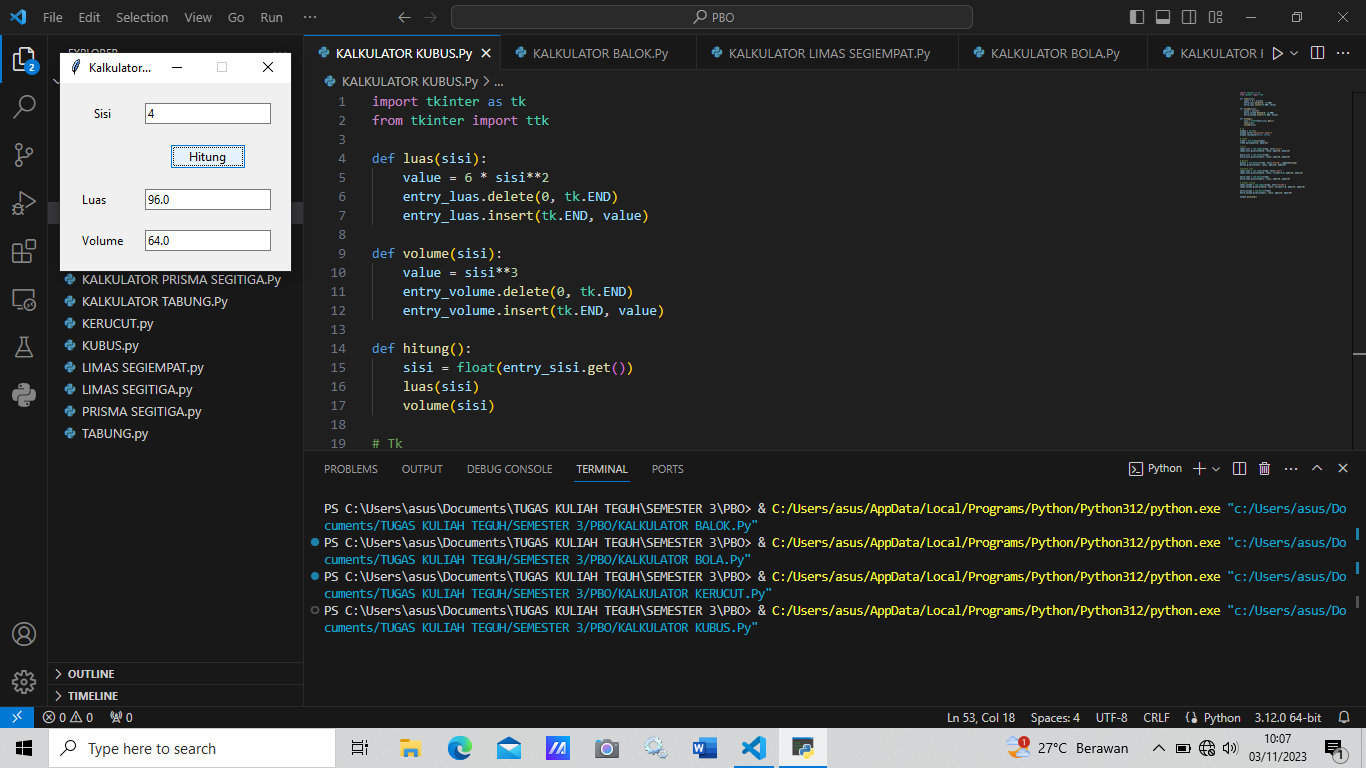 File Edit Selection View Go Run ··· PBO
EXPLORER
KALKULATOR KUBUS.Py KALKULATOR BALOK.Py KALKULATOR LIMAS SEGIEMPAT.Py KALKULATOR BOLA.Py KALKULATOR
KALKULATOR KUBUS.Py > ...
Kalkulator...
Sisi 4
Hitung
Luas 96.0
Volume 64.0
2
KALKULATOR PRISMA SEGITIGA.Py
KALKULATOR TABUNG.Py
KERUCUT.py
KUBUS.py
LIMAS SEGIEMPAT.py
LIMAS SEGITIGA.py
PRISMA SEGITIGA.py
TABUNG.py
OUTLINE
TIMELINE
1 import tkinter as tk
2 from tkinter import ttk
3
4 def luas(sisi):
5 value = 6 * sisi**2
6 entry_luas.delete(0, tk.END)
7 entry_luas.insert(tk.END, value)
8
9 def volume(sisi):
10 value = sisi**3
11 entry_volume.delete(0, tk.END)
12 entry_volume.insert(tk.END, value)
13
14 def hitung():
15 sisi = float(entry_sisi.get())
16 luas(sisi)
17 volume(sisi)
18
19 # Tk
PROBLEMS OUTPUT DEBUG CONSOLE TERMINAL PORTS Python
PS C:\Users\asus\Documents\TUGAS KULIAH TEGUH\SEMESTER 3\PBO> & C:/Users/asus/AppData/Local/Programs/Python/Python312/python.exe "c:/Users/asus/Do
cuments/TUGAS KULIAH TEGUH/SEMESTER 3/PBO/KALKULATOR BALOK.Py"
PS C:\Users\asus\Documents\TUGAS KULIAH TEGUH\SEMESTER 3\PBO> & C:/Users/asus/AppData/Local/Programs/Python/Python312/python.exe "c:/Users/asus/Do
cuments/TUGAS KULIAH TEGUH/SEMESTER 3/PBO/KALKULATOR BOLA.Py"
PS C:\Users\asus\Documents\TUGAS KULIAH TEGUH\SEMESTER 3\PBO> & C:/Users/asus/AppData/Local/Programs/Python/Python312/python.exe "c:/Users/asus/Do
cuments/TUGAS KULIAH TEGUH/SEMESTER 3/PBO/KALKULATOR KERUCUT.Py"
PS C:\Users\asus\Documents\TUGAS KULIAH TEGUH\SEMESTER 3\PBO> & C:/Users/asus/AppData/Local/Programs/Python/Python312/python.exe "c:/Users/asus/Do
cuments/TUGAS KULIAH TEGUH/SEMESTER 3/PBO/KALKULATOR KUBUS.Py"
0 0 0 Ln 53, Col 18 Spaces: 4 UTF-8 CRLF Python 3.12.0 64-bit
Type here to search 1 27°C Berawan 10:07
03/11/2023 1